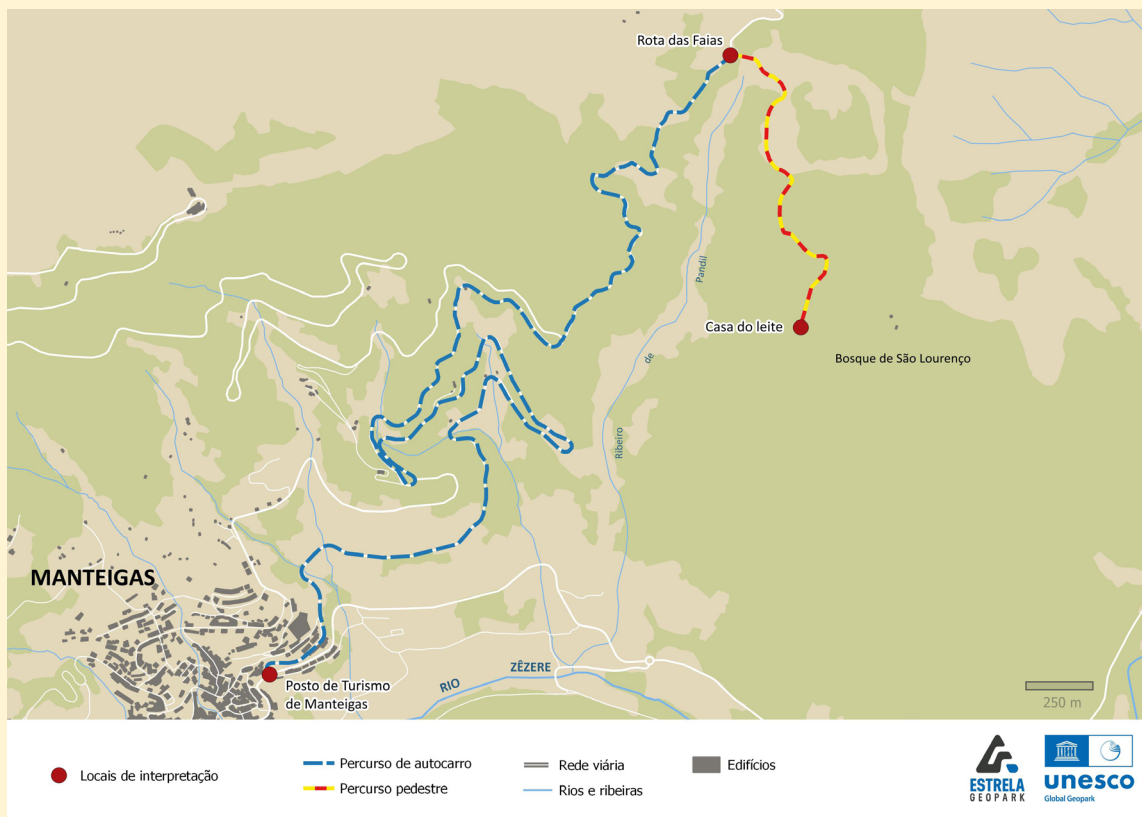 Rota das Faias
Pandil
de
Ribeiro
Casa do leite
Bosque de São Lourenço
MANTEIGAS
Posto de Turismo
de Manteigas
RIO
ZÊZERE
250 m
Locais de interpretação
Percurso de autocarro
Percurso pedestre
Rede viária
Rios e ribeiras
Edifícios
ESTRELA
GEOPARK
UNESCO
unesco
Global Geopark